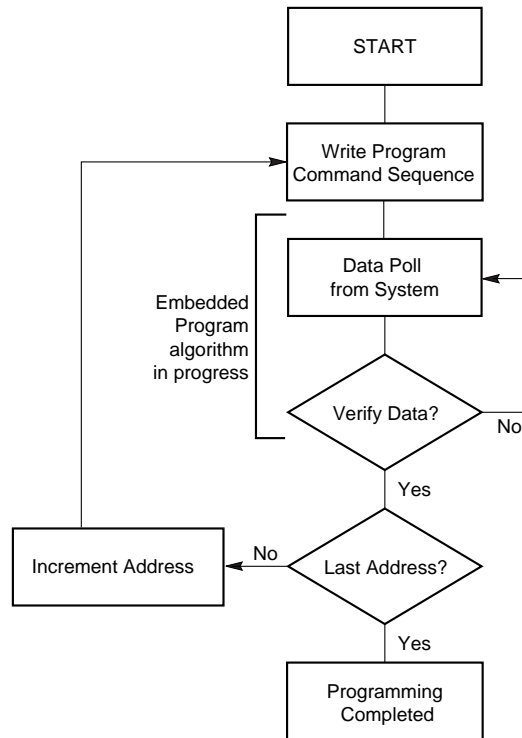 START
Write Program
Command Sequence
Data Poll
from System
Embedded
Program
algorithm
in progress
Verify Data?
No
Yes
No
Increment Address
Last Address?
Yes
Programming
Completed